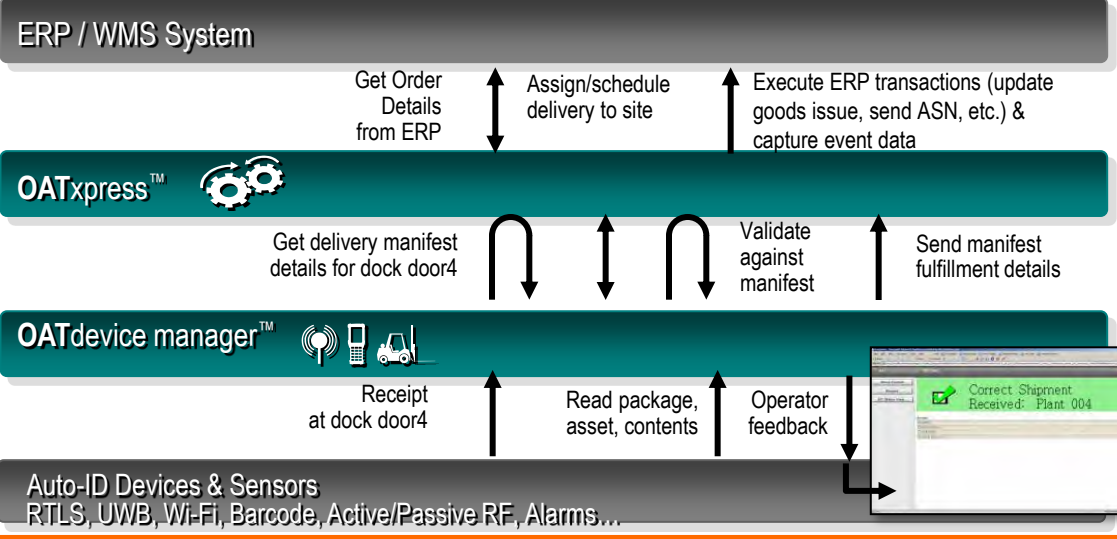 ERP / WMS System
Get Order
Details
from ERP
Assign/schedule
delivery to site
Execute ERP transactions (update
goods issue, send ASN, etc.) &
capture event data
OATxpress™
Get delivery manifest
details for dock door4
Validate
against
manifest
Send manifest
fulfillment details
OATdevice manager™
Receipt
at dock door4
Read package,
asset, contents
Operator
feedback
Correct Shipment
Received: Plant 004
Auto-ID Devices & Sensors
RTLS, UWB, Wi-Fi, Barcode, Active/Passive RF, Alarms...